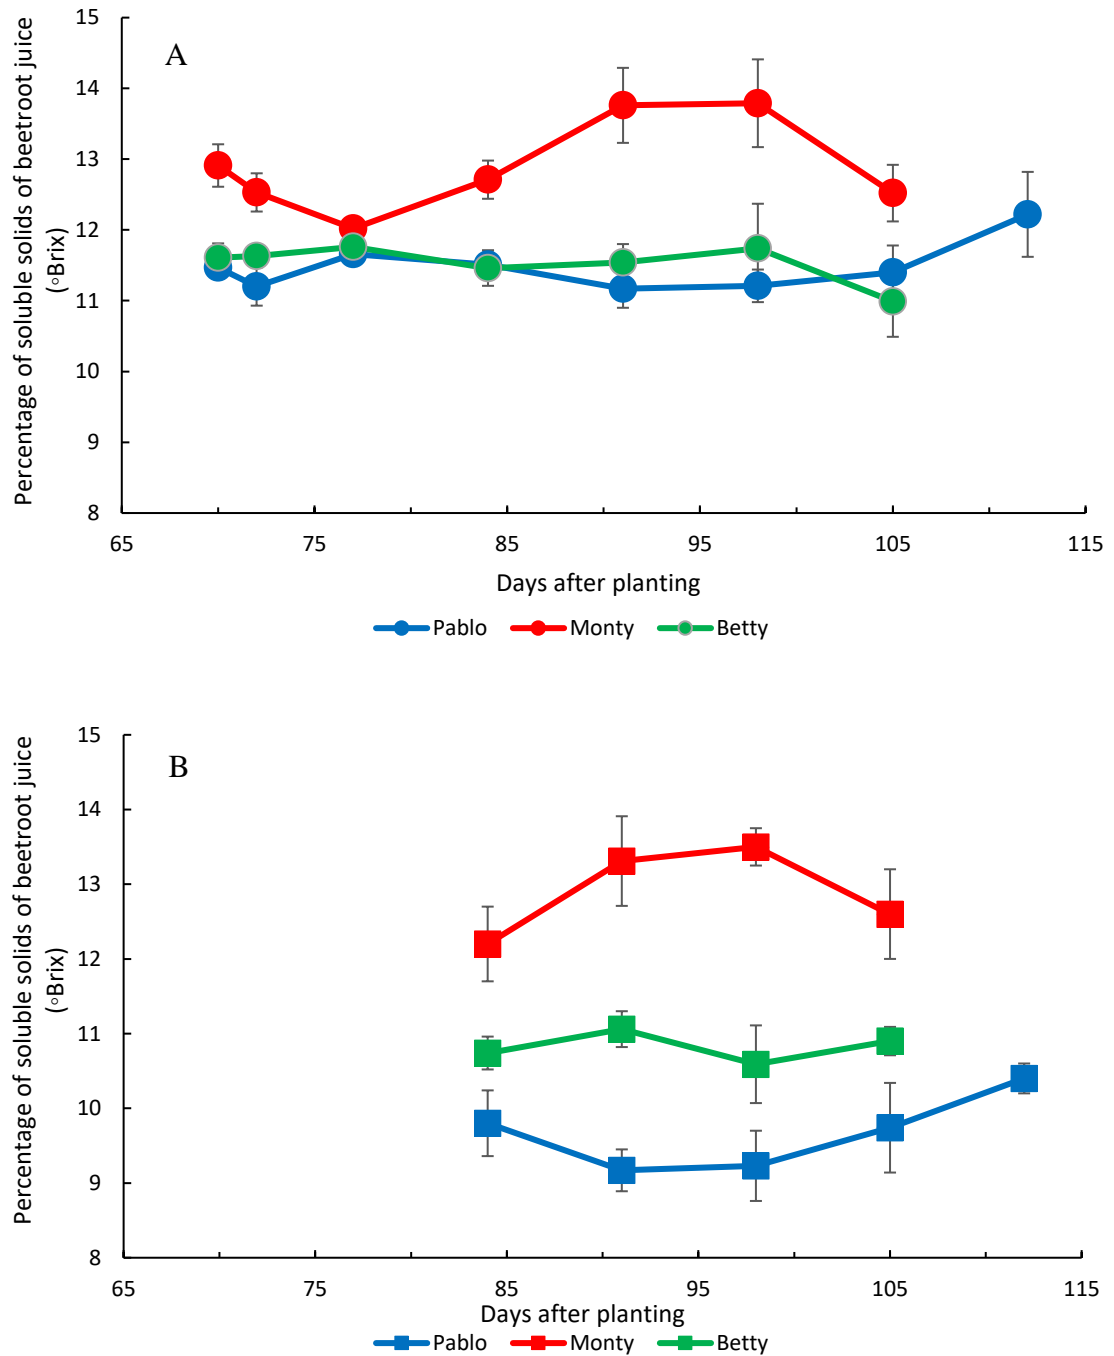 A
Percentage of soluble solids of beetroot juice
(°Brix)
15
14
13
12
11
10
9
8
65 75 85 95 105 115
Days after planting
Pablo Monty Betty
B
Percentage of soluble solids of beetroot juice
(°Brix)
15
14
13
12
11
10
9
8
65 75 85 95 105 115
Days after planting
Pablo Monty Betty